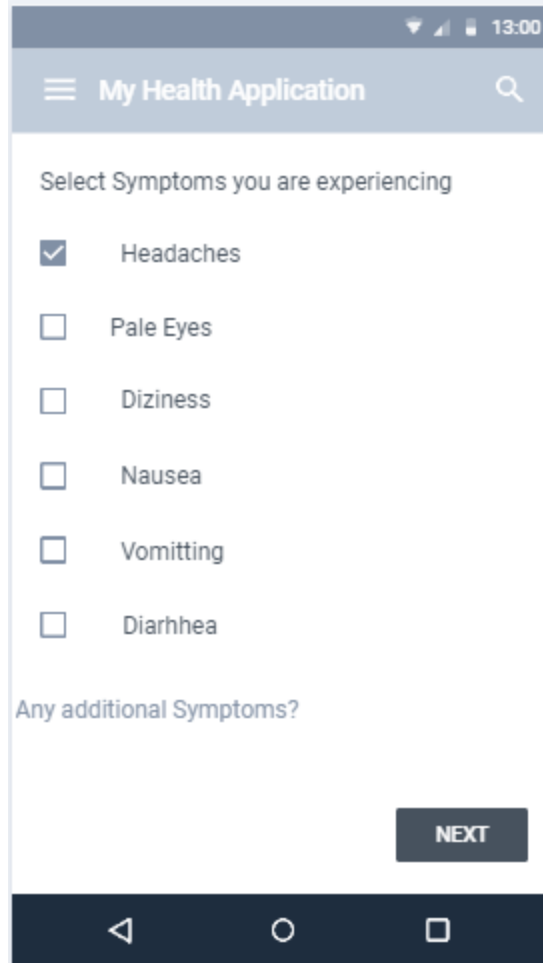 13:00
My Health Application
Select Symptoms you are experiencing
Headaches
Pale Eyes
Diziness
Nausea
Vomitting
Diarhhea
Any additional Symptoms?
NEXT